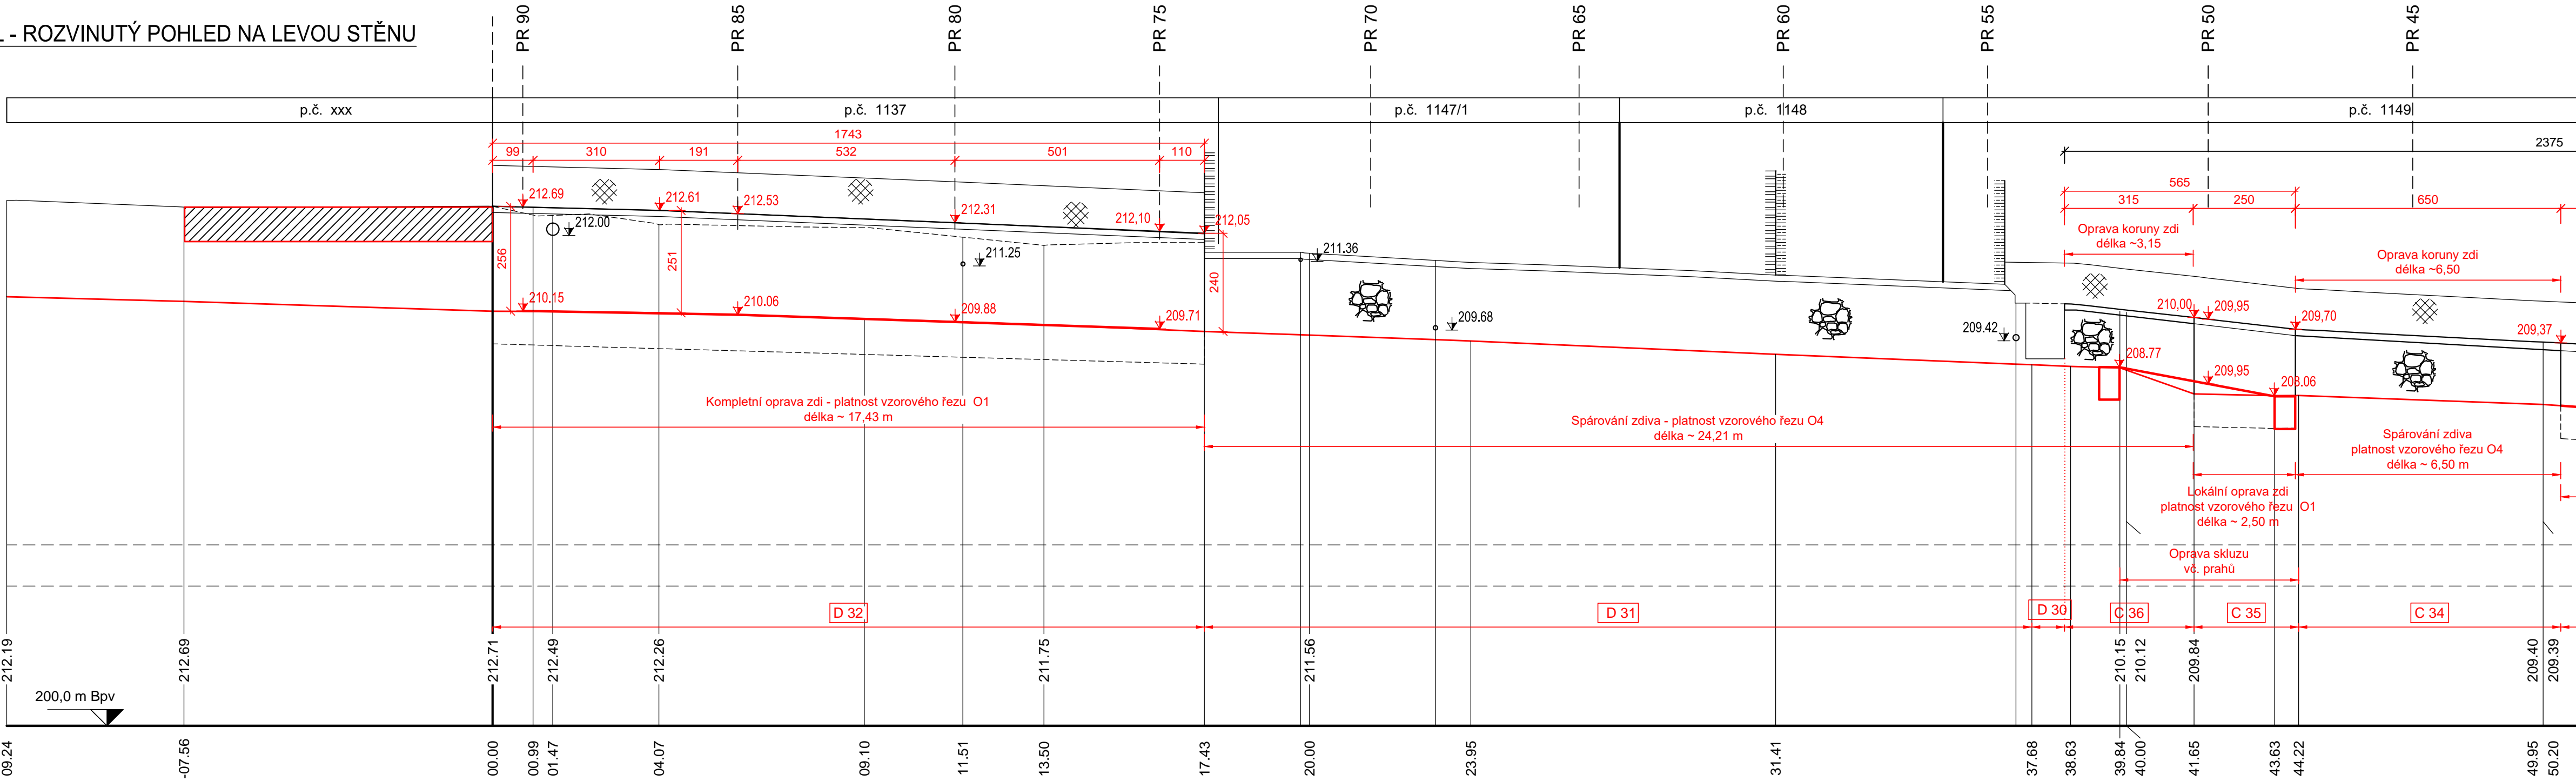 L - ROZVINUTÝ POHLED NA LEVOU STĚNU
PR 90
PR 85
PR 80
PR 75
PR 70
PR 65
PR 60
PR 55
PR 50
PR 45
p.č. xxx
p.č. 1137
p.č. 1147/1
p.č. 1148
p.č. 1149
1743
2375
99
310
191
532
501
110
565
315
250
650
Oprava koruny zdi
délka ~3,15
Oprava koruny zdi
délka ~6,50
212.69
212.61
212.53
212.31
212,10
212,05
212.00
211.25
211.36
256
251
240
210.15
210.06
209.88
209.71
209.68
209.42
210,00
209,95
209,70
209,37
208.77
209,95
208.06
Kompletní oprava zdi - platnost vzorového řezu O1
délka ~ 17,43 m
Spárování zdiva - platnost vzorového řezu O4
délka ~ 24,21 m
Spárování zdiva
platnost vzorového řezu O4
délka ~ 6,50 m
Lokální oprava zdi
platnost vzorového řezu O1
délka ~ 2,50 m
Oprava skluzu
vč. prahů
D 32
D 31
D 30
C 36
C 35
C 34
212.19
212.69
212.71
212.49
212.26
211.75
211.56
210.15
210.12
209.84
209.40
209.39
200,0 m Bpv
09.24
-07.56
00.00
00.99
01.47
04.07
09.10
11.51
13.50
17.43
20.00
23.95
31.41
37.68
38.63
39.84
40.00
41.65
43.63
44.22
49.95
50.20